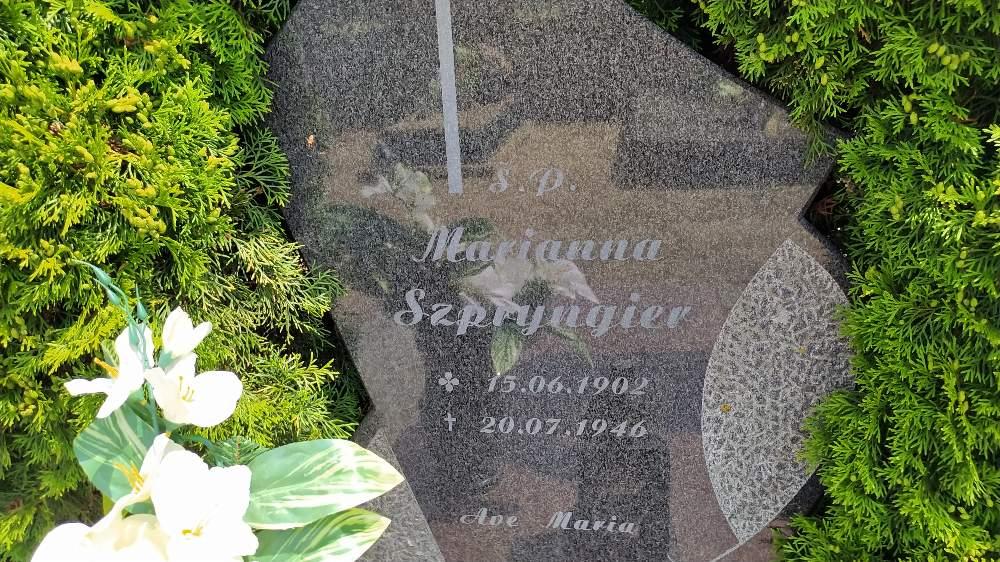 Ś.P.
Marianna
Szpryngier
15.06.1902
✝ 20.07.1946
Ave Maria